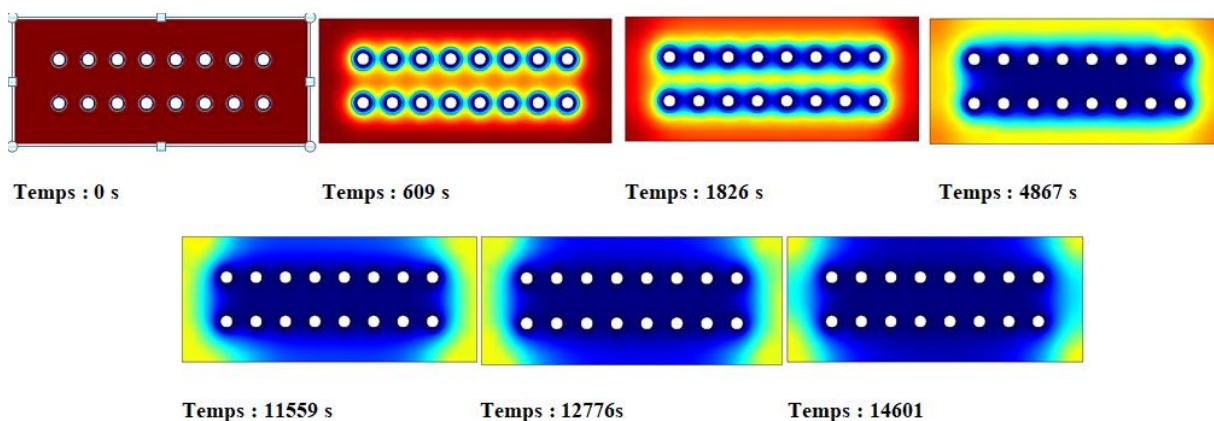 Temps : 0 s
Temps : 609 s
Temps : 1826 s
Temps : 4867 s
Temps : 11559 s
Temps : 12776s
Temps : 14601